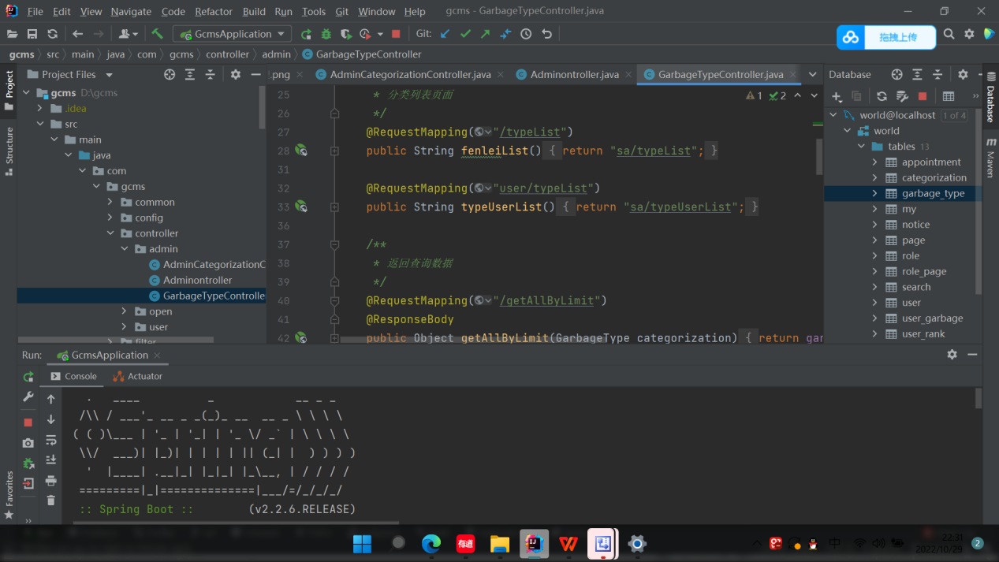 File Edit View Navigate Code Refactor Build Run Tools Git Window Help gcms - GarbageTypeController.java
GcmsApplication Git:
拖拽上传
gcms src main java com gcms controller admin GarbageTypeController
Project
Structure
Favorites
Project Files
gcms D:\gcms
.idea
src
main
java
com
gcms
common
config
controller
admin
AdminCategorizationC
Adminontroller
GarbageTypeController
open
user
filter
.png AdminCategorizationController.java Adminontroller.java GarbageTypeController.java
1 2
25 * 分类列表页面
26 */
27 @RequestMapping("/typeList")
28 public String fenleiList() { return "sa/typeList"; }
31
32 @RequestMapping("user/typeList")
33 public String typeUserList() { return "sa/typeUserList"; }
36
37 /**
38 * 返回查询数据
39 */
40 @RequestMapping("/getAllByLimit")
41 @ResponseBody
42 public Object getAllByLimit(GarbageType categorization) { return gar
Database
world@localhost 1 of 4
world
tables 13
appointment
categorization
garbage_type
my
notice
page
role
role_page
search
user
user_garbage
user_rank
Database
Maven
Run: GcmsApplication
Console Actuator
  .   ____          _            __ _ _
 /\\ / ___'_ __ _ _(_)_ __  __ _ \ \ \ \
( ( )\___ | '_ | '_| | '_ \/ _` | \ \ \ \
 \\/  ___)| |_)| | | | | || (_| |  ) ) ) )
  '  |____| .__|_| |_|_| |_\__, | / / / /
 =========|_|==============|___/=/_/_/_/
 :: Spring Boot ::        (v2.2.6.RELEASE)
有道
中
22:31
2022/10/29
2